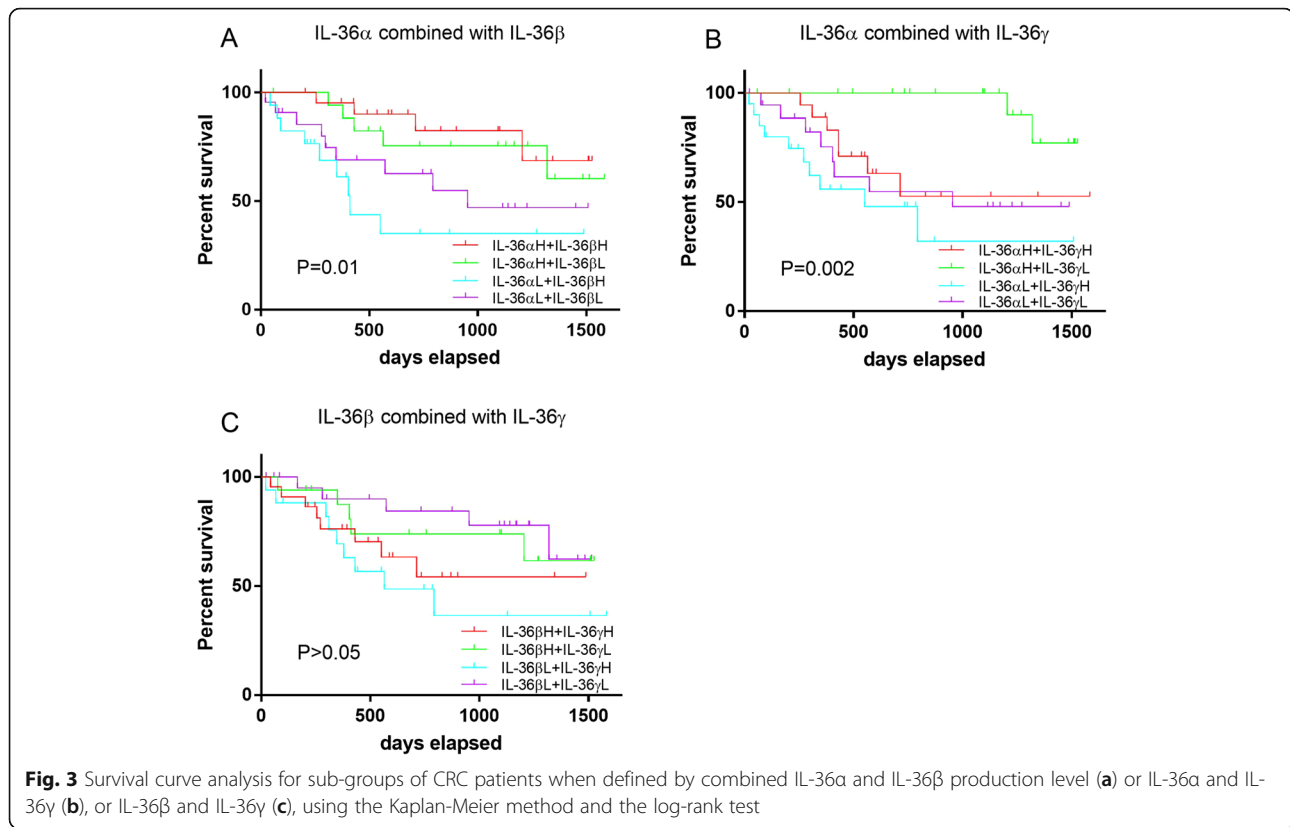 A
IL-36α combined with IL-36β
Percent survival
100
50
0
P=0.01
IL-36αH+IL-36βH
IL-36αH+IL-36βL
IL-36αL+IL-36βH
IL-36αL+IL-36βL
0 500 1000 1500
days elapsed
B
IL-36α combined with IL-36γ
Percent survival
100
50
0
P=0.002
IL-36αH+IL-36γH
IL-36αH+IL-36γL
IL-36αL+IL-36γH
IL-36αL+IL-36γL
0 500 1000 1500
days elapsed
C
IL-36β combined with IL-36γ
Percent survival
100
50
0
P>0.05
IL-36βH+IL-36γH
IL-36βH+IL-36γL
IL-36βL+IL-36γH
IL-36βL+IL-36γL
0 500 1000 1500
days elapsed
Fig. 3 Survival curve analysis for sub-groups of CRC patients when defined by combined IL-36α and IL-36β production level (a) or IL-36α and IL-
36γ (b), or IL-36β and IL-36γ (c), using the Kaplan-Meier method and the log-rank test